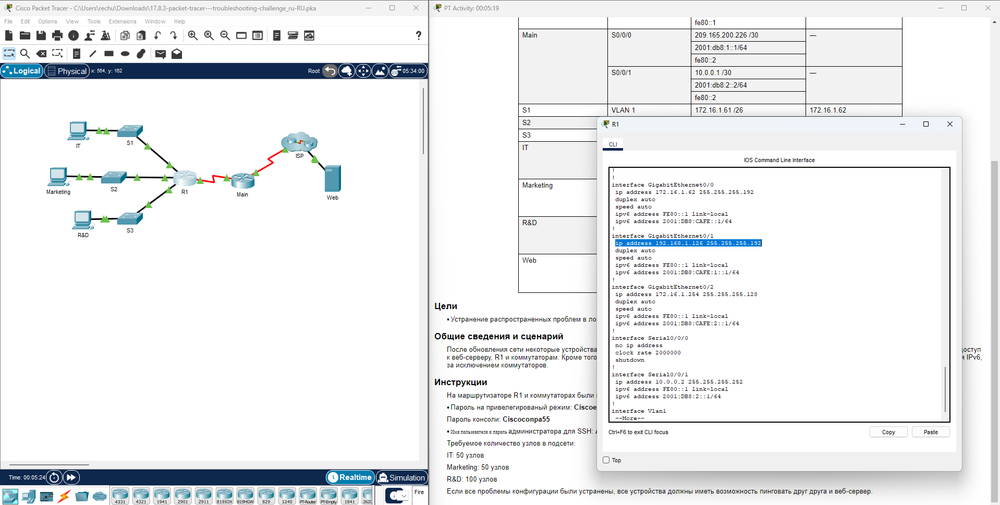 Cisco Packet Tracer - C:\Users\rechu\Downloads\17.8.3-packet-tracer---troubleshooting-challenge_ru-RU.pka
File Edit Options View Tools Extensions Window Help
Logical Physical x: 564, y: 162 Root 05:34:00
IT
S1
ISP
Marketing
S2
R1
Main
Web
R&D
S3
Time: 00:05:24 Realtime Simulation
4331 4321 1941 2901 2911 819IOX 819HGW 829 1240 PT-Router PT-Empty 1841 2620
Fire
PT Activity: 00:05:19
fe80::1
Main S0/0/0 209.165.200.226 /30 —
2001:db8:1::1/64
fe80::2
S0/0/1 10.0.0.1 /30 —
2001:db8:2::2/64
fe80::2
S1 VLAN 1 172.16.1.61 /26 172.16.1.62
S2
S3
IT
Marketing
R&D
Web
Цели
• Устранение распространенных проблем в ло
Общие сведения и сценарий
После обновления сети некоторые устройства доступ
к веб-серверу, R1 и коммутаторам. Кроме того я IPv6,
за исключением коммутаторов.
Инструкции
На маршрутизаторе R1 и коммутаторах были
• Пароль на привелегированый режим: Ciscoe
Пароль консоли: Ciscoconpa55
• Имя пользователя и пароль администратора для SSH:
Требуемое количество узлов в подсети:
IT: 50 узлов
Marketing: 50 узлов
R&D: 100 узлов
Если все проблемы конфигурации были устранены, все устройства должны иметь возможность пинговать друг друга и веб-сервер.
R1
CLI
IOS Command Line Interface
!
!
interface GigabitEthernet0/0
ip address 172.16.1.62 255.255.255.192
duplex auto
speed auto
ipv6 address FE80::1 link-local
ipv6 address 2001:DB8:CAFE::1/64
!
interface GigabitEthernet0/1
ip address 192.168.1.126 255.255.255.192
duplex auto
speed auto
ipv6 address FE80::1 link-local
ipv6 address 2001:DB8:CAFE:1::1/64
!
interface GigabitEthernet0/2
ip address 172.16.1.254 255.255.255.128
duplex auto
speed auto
ipv6 address FE80::1 link-local
ipv6 address 2001:DB8:CAFE:2::1/64
!
interface Serial0/0/0
no ip address
clock rate 2000000
shutdown
!
interface Serial0/0/1
ip address 10.0.0.2 255.255.255.252
ipv6 address FE80::1 link-local
ipv6 address 2001:DB8:2::1/64
!
interface Vlan1
--More--
Ctrl+F6 to exit CLI focus
Copy Paste
Top